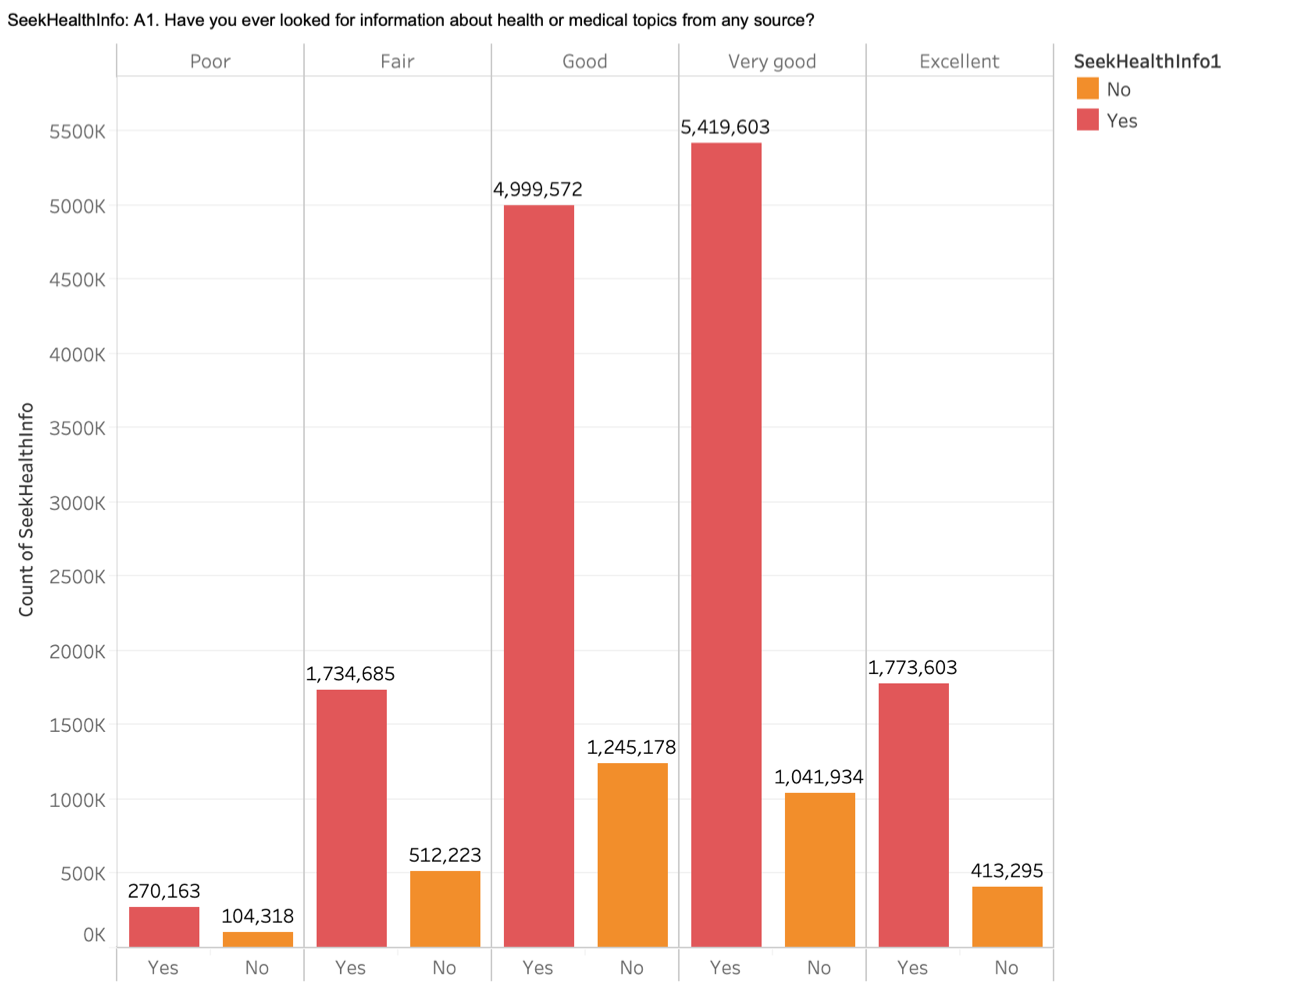 SeekHealthInfo: A1. Have you ever looked for information about health or medical topics from any source?
Poor Fair Good Very good Excellent
SeekHealthInfo1
No
Yes
Count of SeekHealthInfo
5500K
5000K
4500K
4000K
3500K
3000K
2500K
2000K
1500K
1000K
500K
0K
270,163
104,318
1,734,685
512,223
4,999,572
1,245,178
5,419,603
1,041,934
1,773,603
413,295
Yes No Yes No Yes No Yes No Yes No